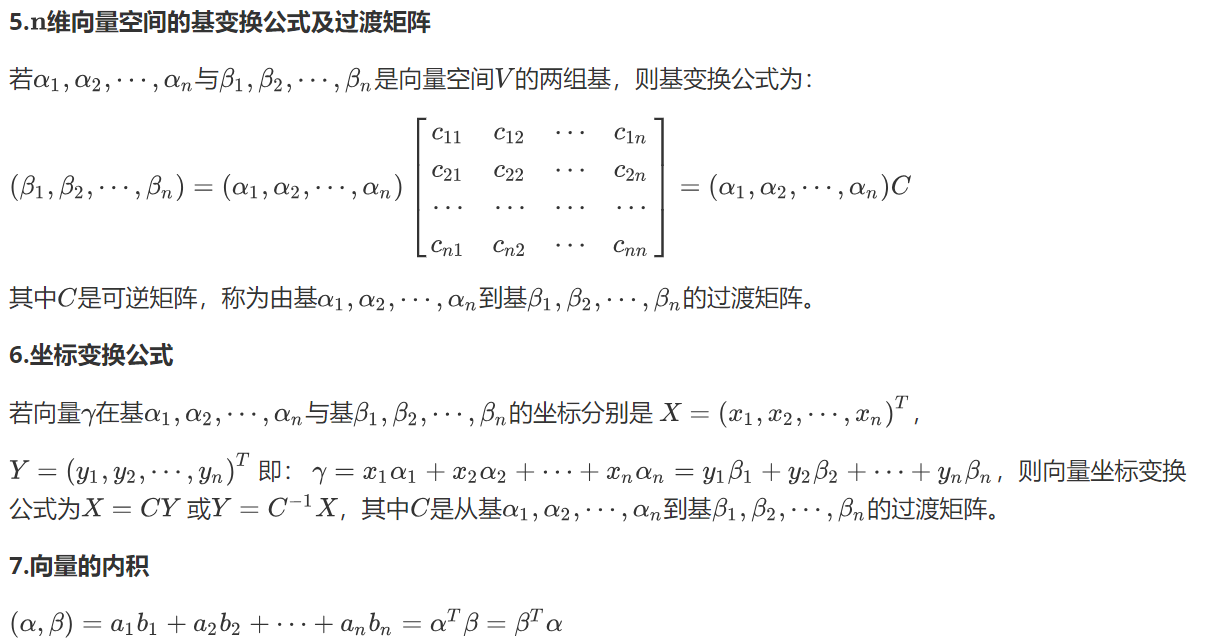 5.n维向量空间的基变换公式及过渡矩阵
若α₁, α₂, ⋯, αₙ与β₁, β₂, ⋯, βₙ是向量空间V的两组基，则基变换公式为：
(β₁, β₂, ⋯, βₙ) = (α₁, α₂, ⋯, αₙ) [c₁₁ c₁₂ ⋯ c₁ₙ; c₂₁ c₂₂ ⋯ c₂ₙ; ⋯ ⋯ ⋯ ⋯; cₙ₁ cₙ₂ ⋯ cₙₙ] = (α₁, α₂, ⋯, αₙ)C
其中C是可逆矩阵，称为由基α₁, α₂, ⋯, αₙ到基β₁, β₂, ⋯, βₙ的过渡矩阵。
6.坐标变换公式
若向量γ在基α₁, α₂, ⋯, αₙ与基β₁, β₂, ⋯, βₙ的坐标分别是 X = (x₁, x₂, ⋯, xₙ)ᵀ,
Y = (y₁, y₂, ⋯, yₙ)ᵀ 即： γ = x₁α₁ + x₂α₂ + ⋯ + xₙαₙ = y₁β₁ + y₂β₂ + ⋯ + yₙβₙ，则向量坐标变换
公式为X = CY 或Y = C⁻¹X，其中C是从基α₁, α₂, ⋯, αₙ到基β₁, β₂, ⋯, βₙ的过渡矩阵。
7.向量的内积
(α, β) = a₁b₁ + a₂b₂ + ⋯ + aₙbₙ = αᵀβ = βᵀα